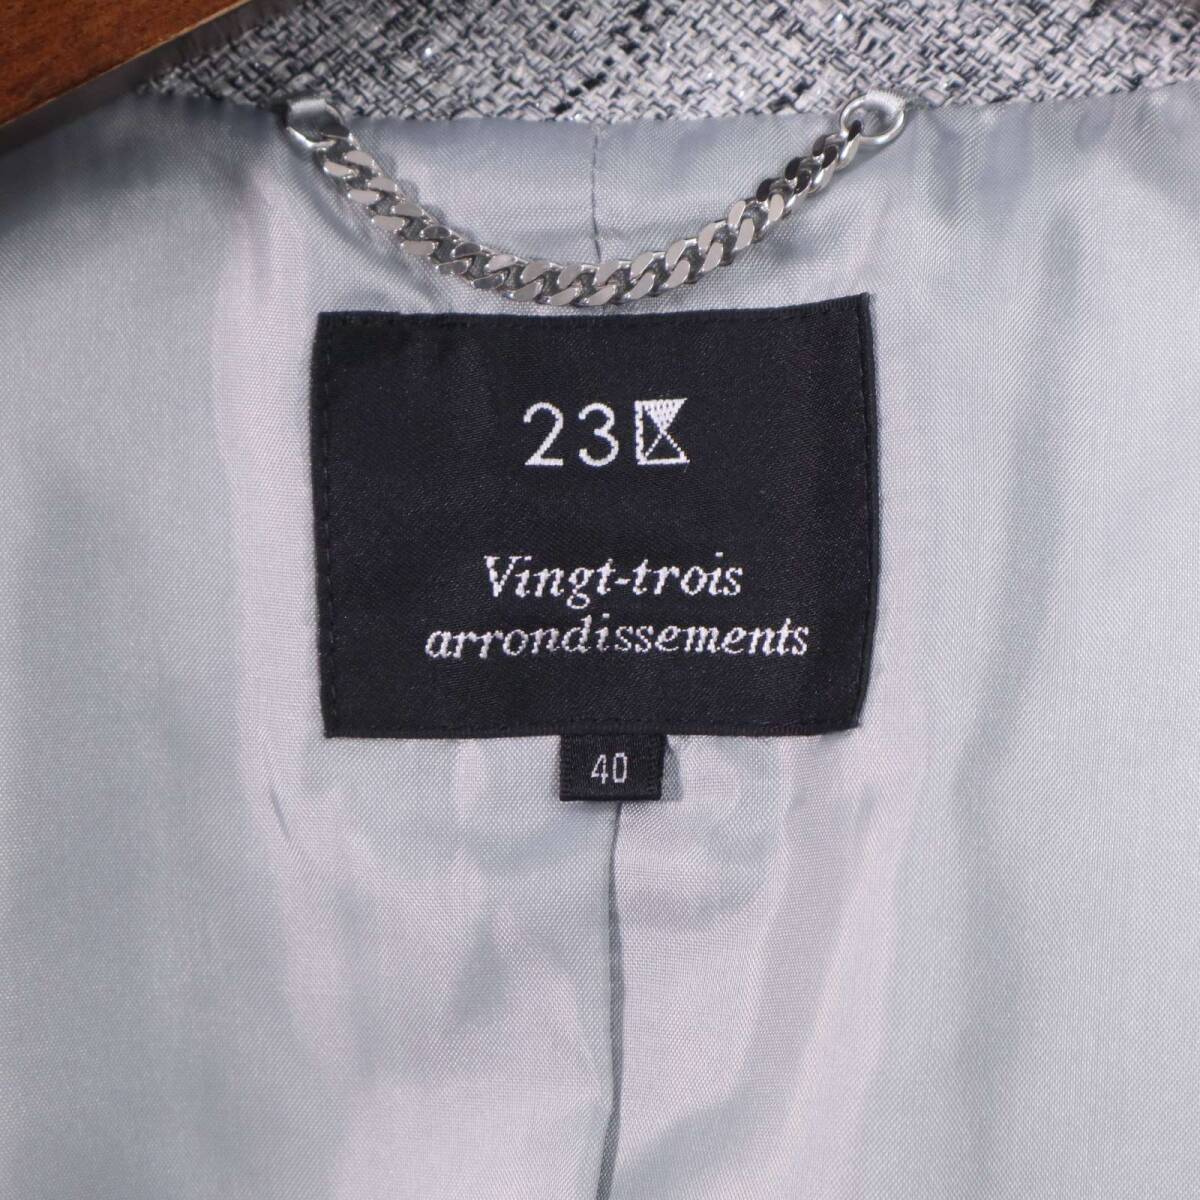 23区
Vingt-trois
arrondissements
40